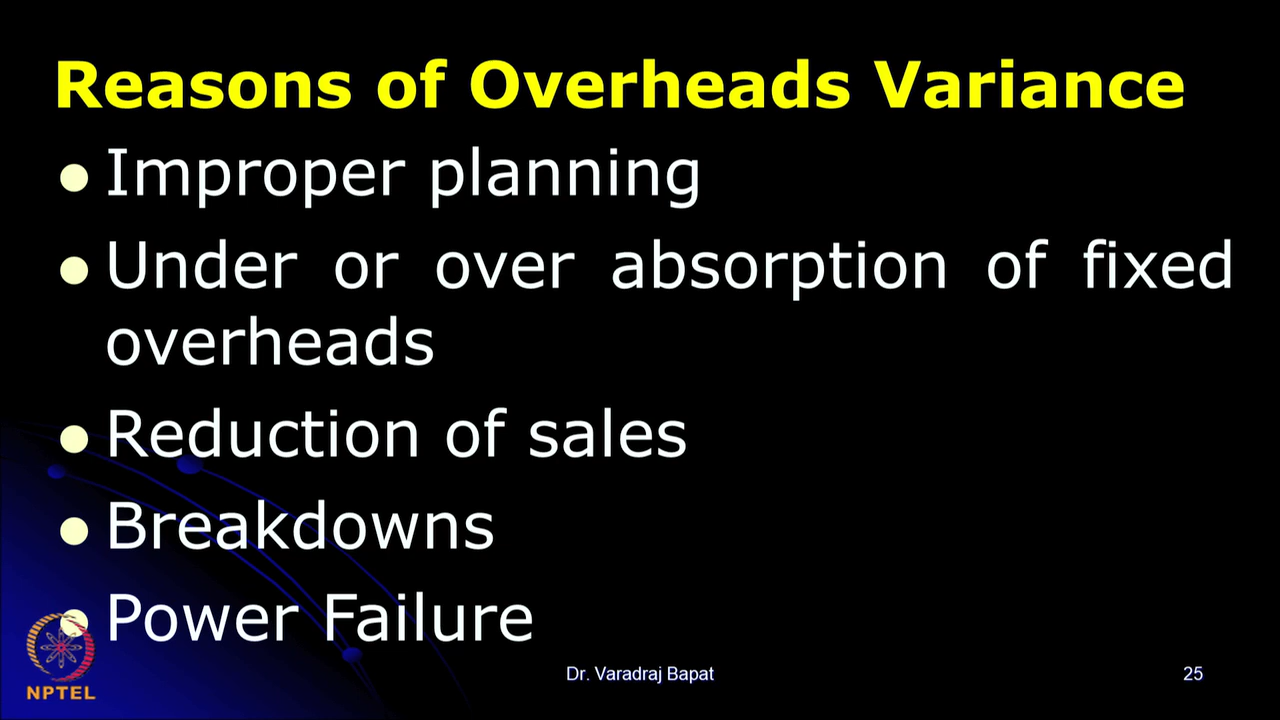 Reasons of Overheads Variance
Improper planning
Under or over absorption of fixed
overheads
Reduction of sales
Breakdowns
Power Failure
NPTEL
Dr. Varadraj Bapat
25